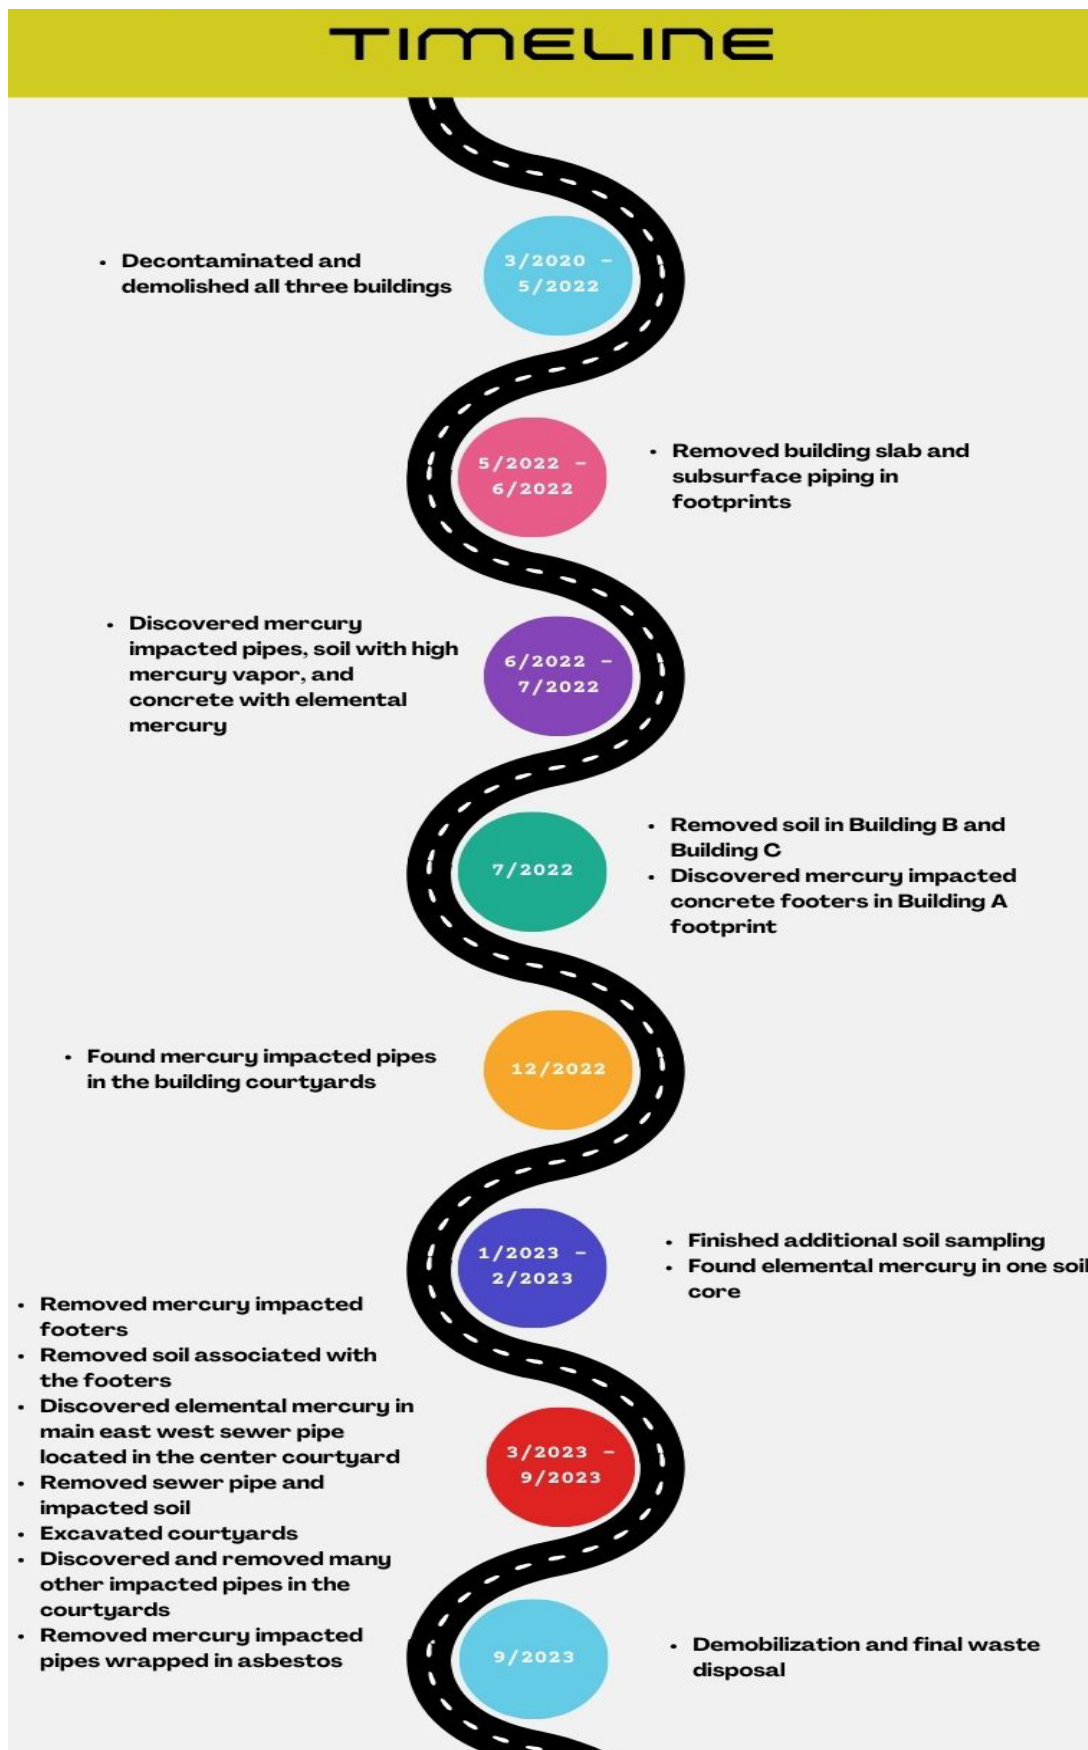 TIMELINE
3/2020 –
5/2022
• Decontaminated and
demolished all three buildings
5/2022 –
6/2022
• Removed building slab and
subsurface piping in
footprints
6/2022 –
7/2022
• Discovered mercury
impacted pipes, soil with high
mercury vapor, and
concrete with elemental
mercury
7/2022
• Removed soil in Building B and
Building C
• Discovered mercury impacted
concrete footers in Building A
footprint
12/2022
• Found mercury impacted pipes
in the building courtyards
1/2023 –
2/2023
• Finished additional soil sampling
• Found elemental mercury in one soil
core
3/2023 –
9/2023
• Removed mercury impacted
footers
• Removed soil associated with
the footers
• Discovered elemental mercury in
main east west sewer pipe
located in the center courtyard
• Removed sewer pipe and
impacted soil
• Excavated courtyards
• Discovered and removed many
other impacted pipes in the
courtyards
• Removed mercury impacted
pipes wrapped in asbestos
9/2023
• Demobilization and final waste
disposal